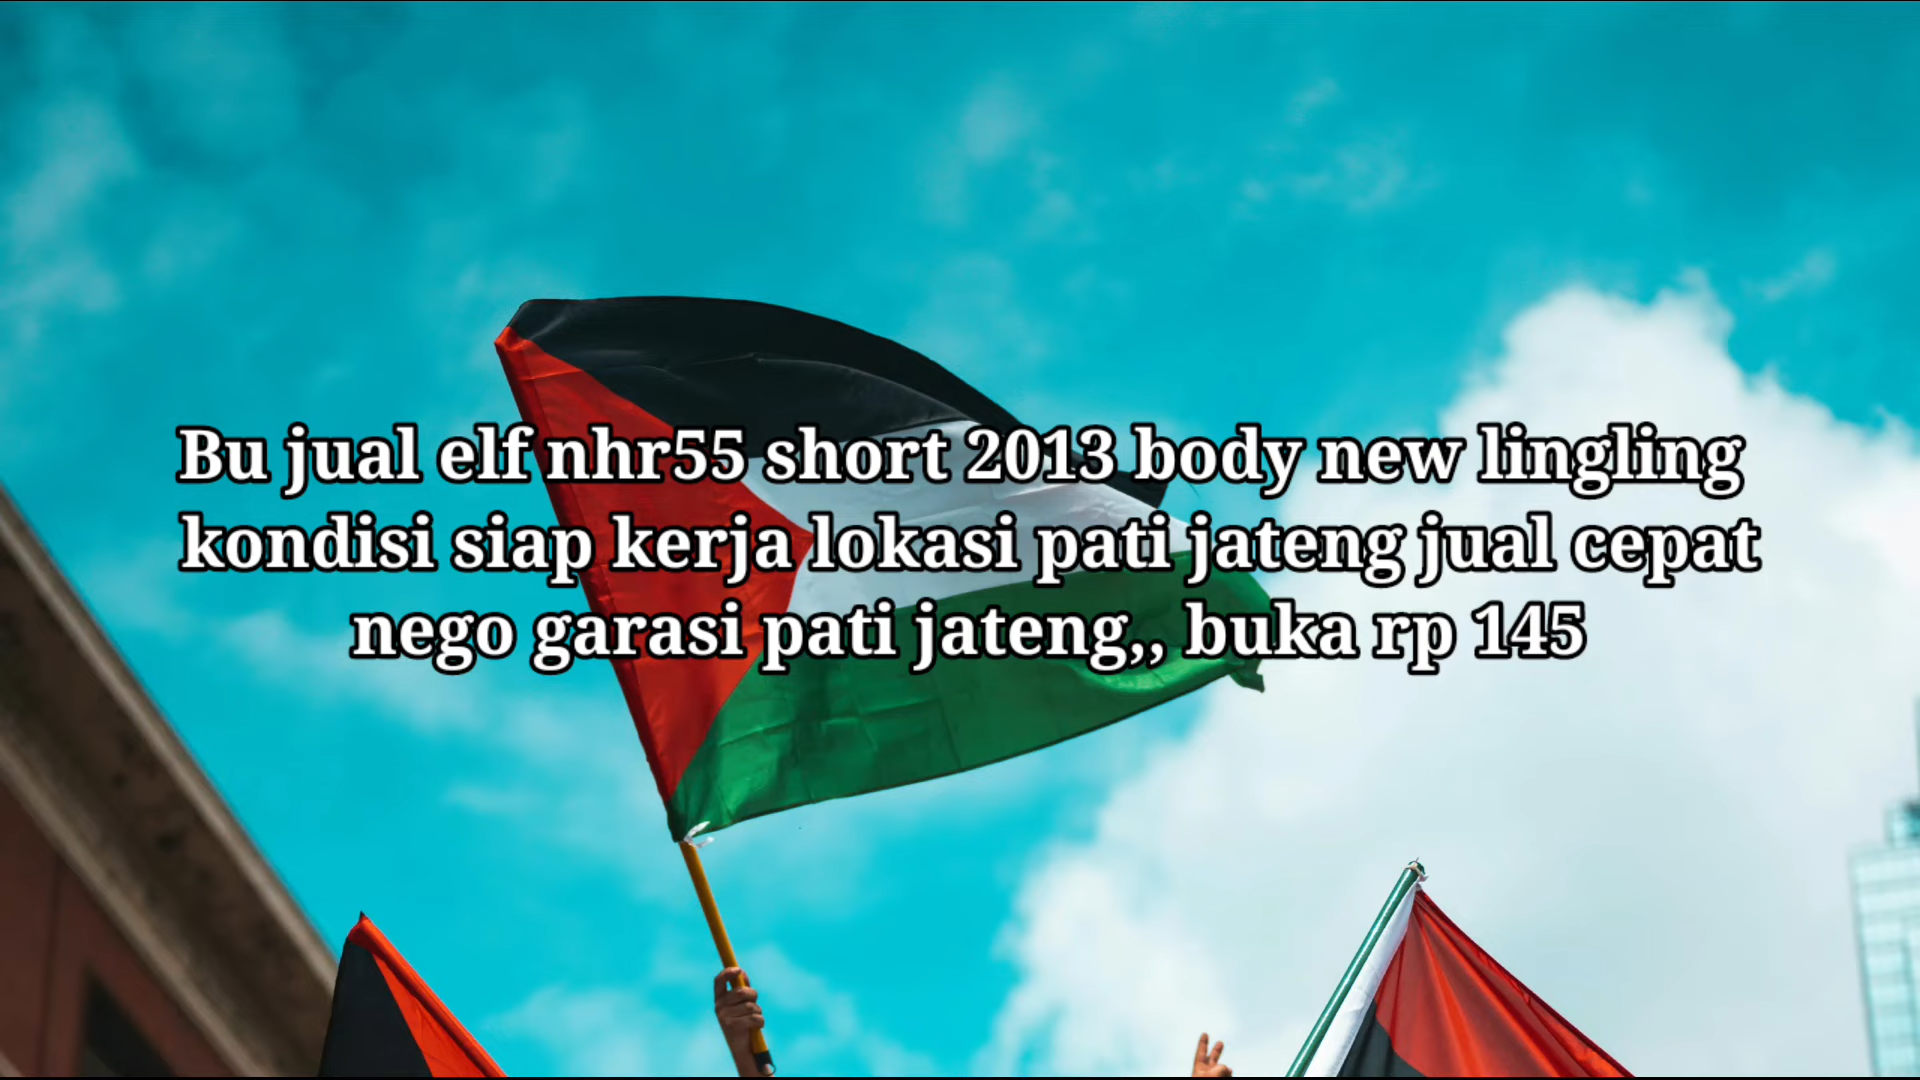 Bu jual elf nhr55 short 2013 body new lingling
kondisi siap kerja lokasi pati jateng jual cepat
nego garasi pati jateng,, buka rp 145